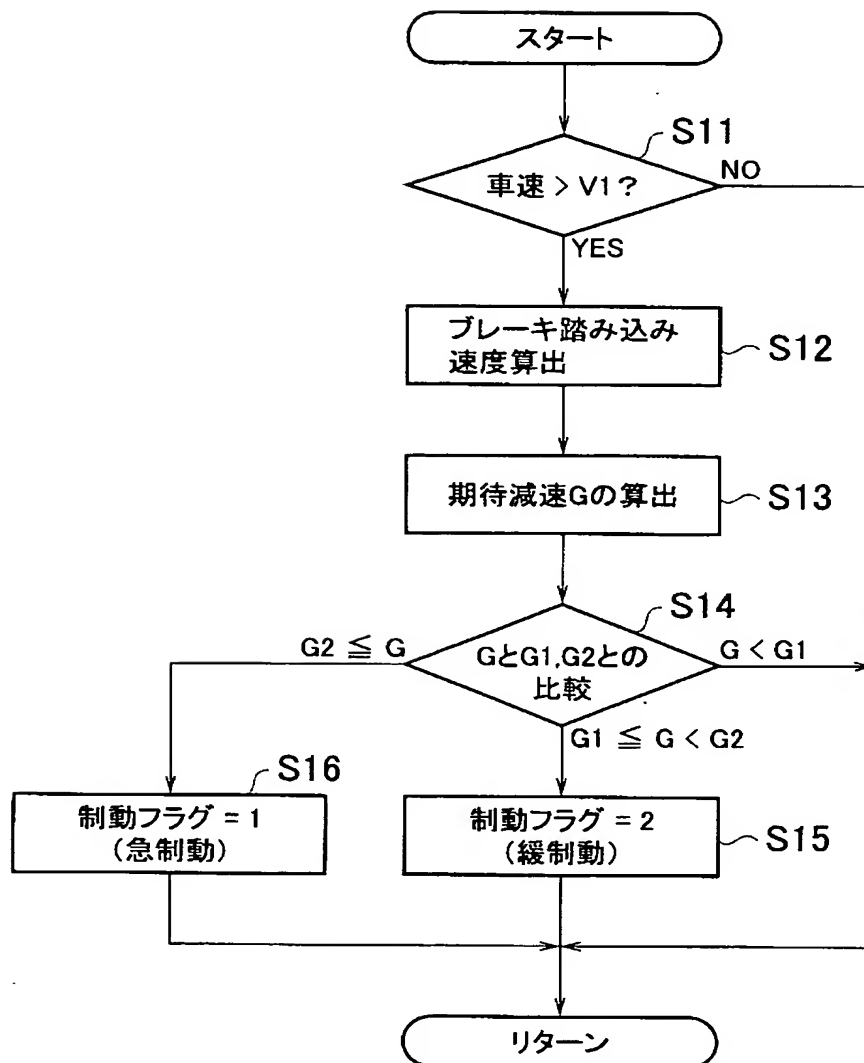 スタート
S11
車速 > V1?
NO
YES
ブレーキ踏み込み
速度算出
S12
期待減速Gの算出
S13
S14
G2 ≦ G
GとG1,G2との
比較
G < G1
G1 ≦ G < G2
S16
制動フラグ = 1
(急制動)
制動フラグ = 2
(緩制動)
S15
リターン